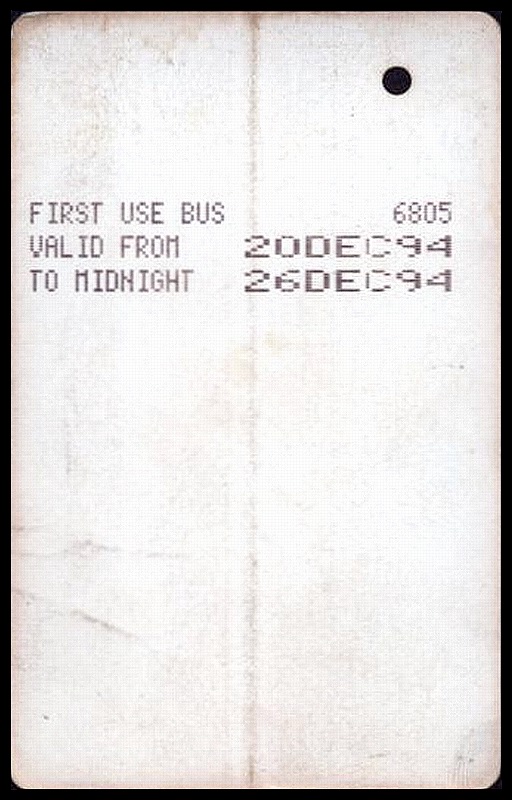 FIRST USE BUS 6805
VALID FROM 20DEC94
TO MIDNIGHT 26DEC94